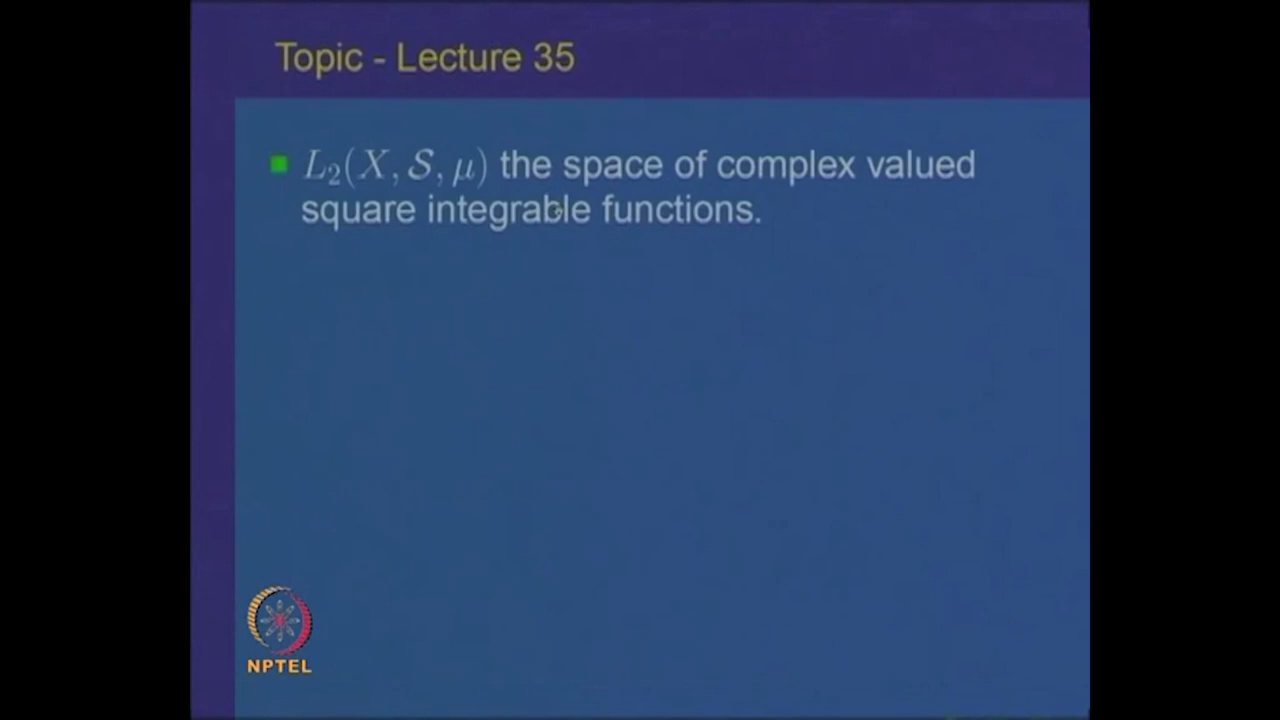 Topic - Lecture 35
L₂(X, 𝒮, μ) the space of complex valued
square integrable functions.
NPTEL